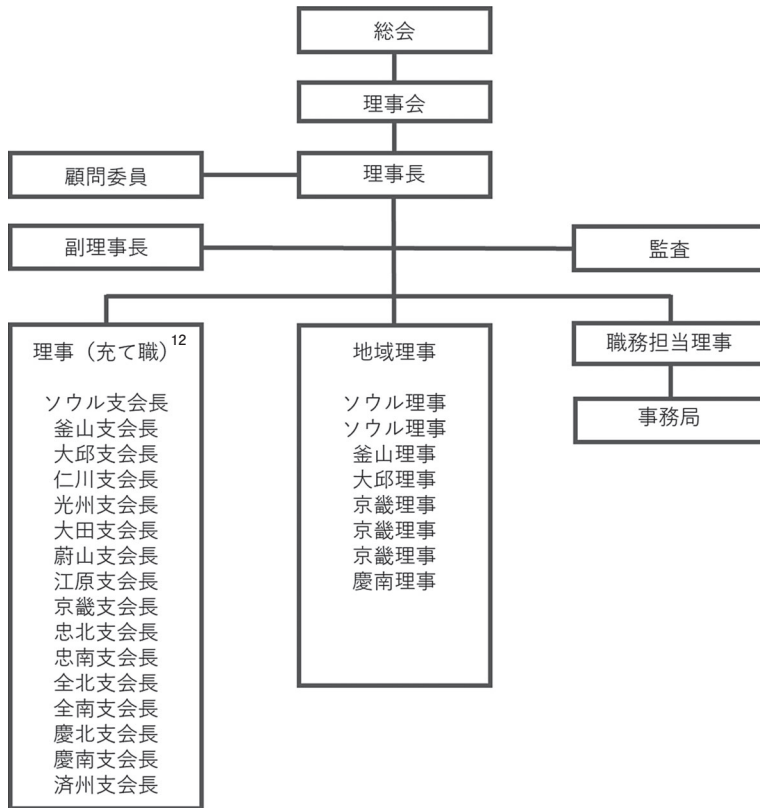 総会
理事会
顧問委員
理事長
副理事長
監査
理事（充て職）12
ソウル支会長
釜山支会長
大邱支会長
仁川支会長
光州支会長
大田支会長
蔚山支会長
江原支会長
京畿支会長
忠北支会長
忠南支会長
全北支会長
全南支会長
慶北支会長
慶南支会長
済州支会長
地域理事
ソウル理事
ソウル理事
釜山理事
大邱理事
京畿理事
京畿理事
京畿理事
慶南理事
職務担当理事
事務局